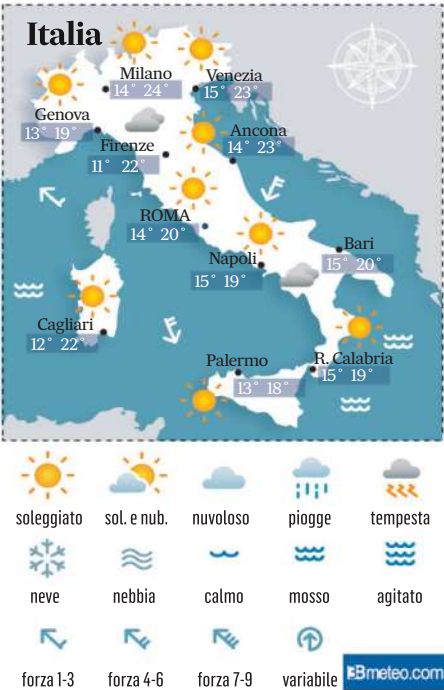 Italia
Milano
14° 24°
Venezia
15° 23°
Genova
13° 19°
Ancona
14° 23°
Firenze
11° 22°
ROMA
14° 20°
Bari
15° 20°
Napoli
15° 19°
Cagliari
12° 22°
Palermo
13° 18°
R. Calabria
15° 19°
soleggiato sol. e nub. nuvoloso piogge tempesta
neve nebbia calmo mosso agitato
forza 1-3 forza 4-6 forza 7-9 variabile
3Bmeteo.com